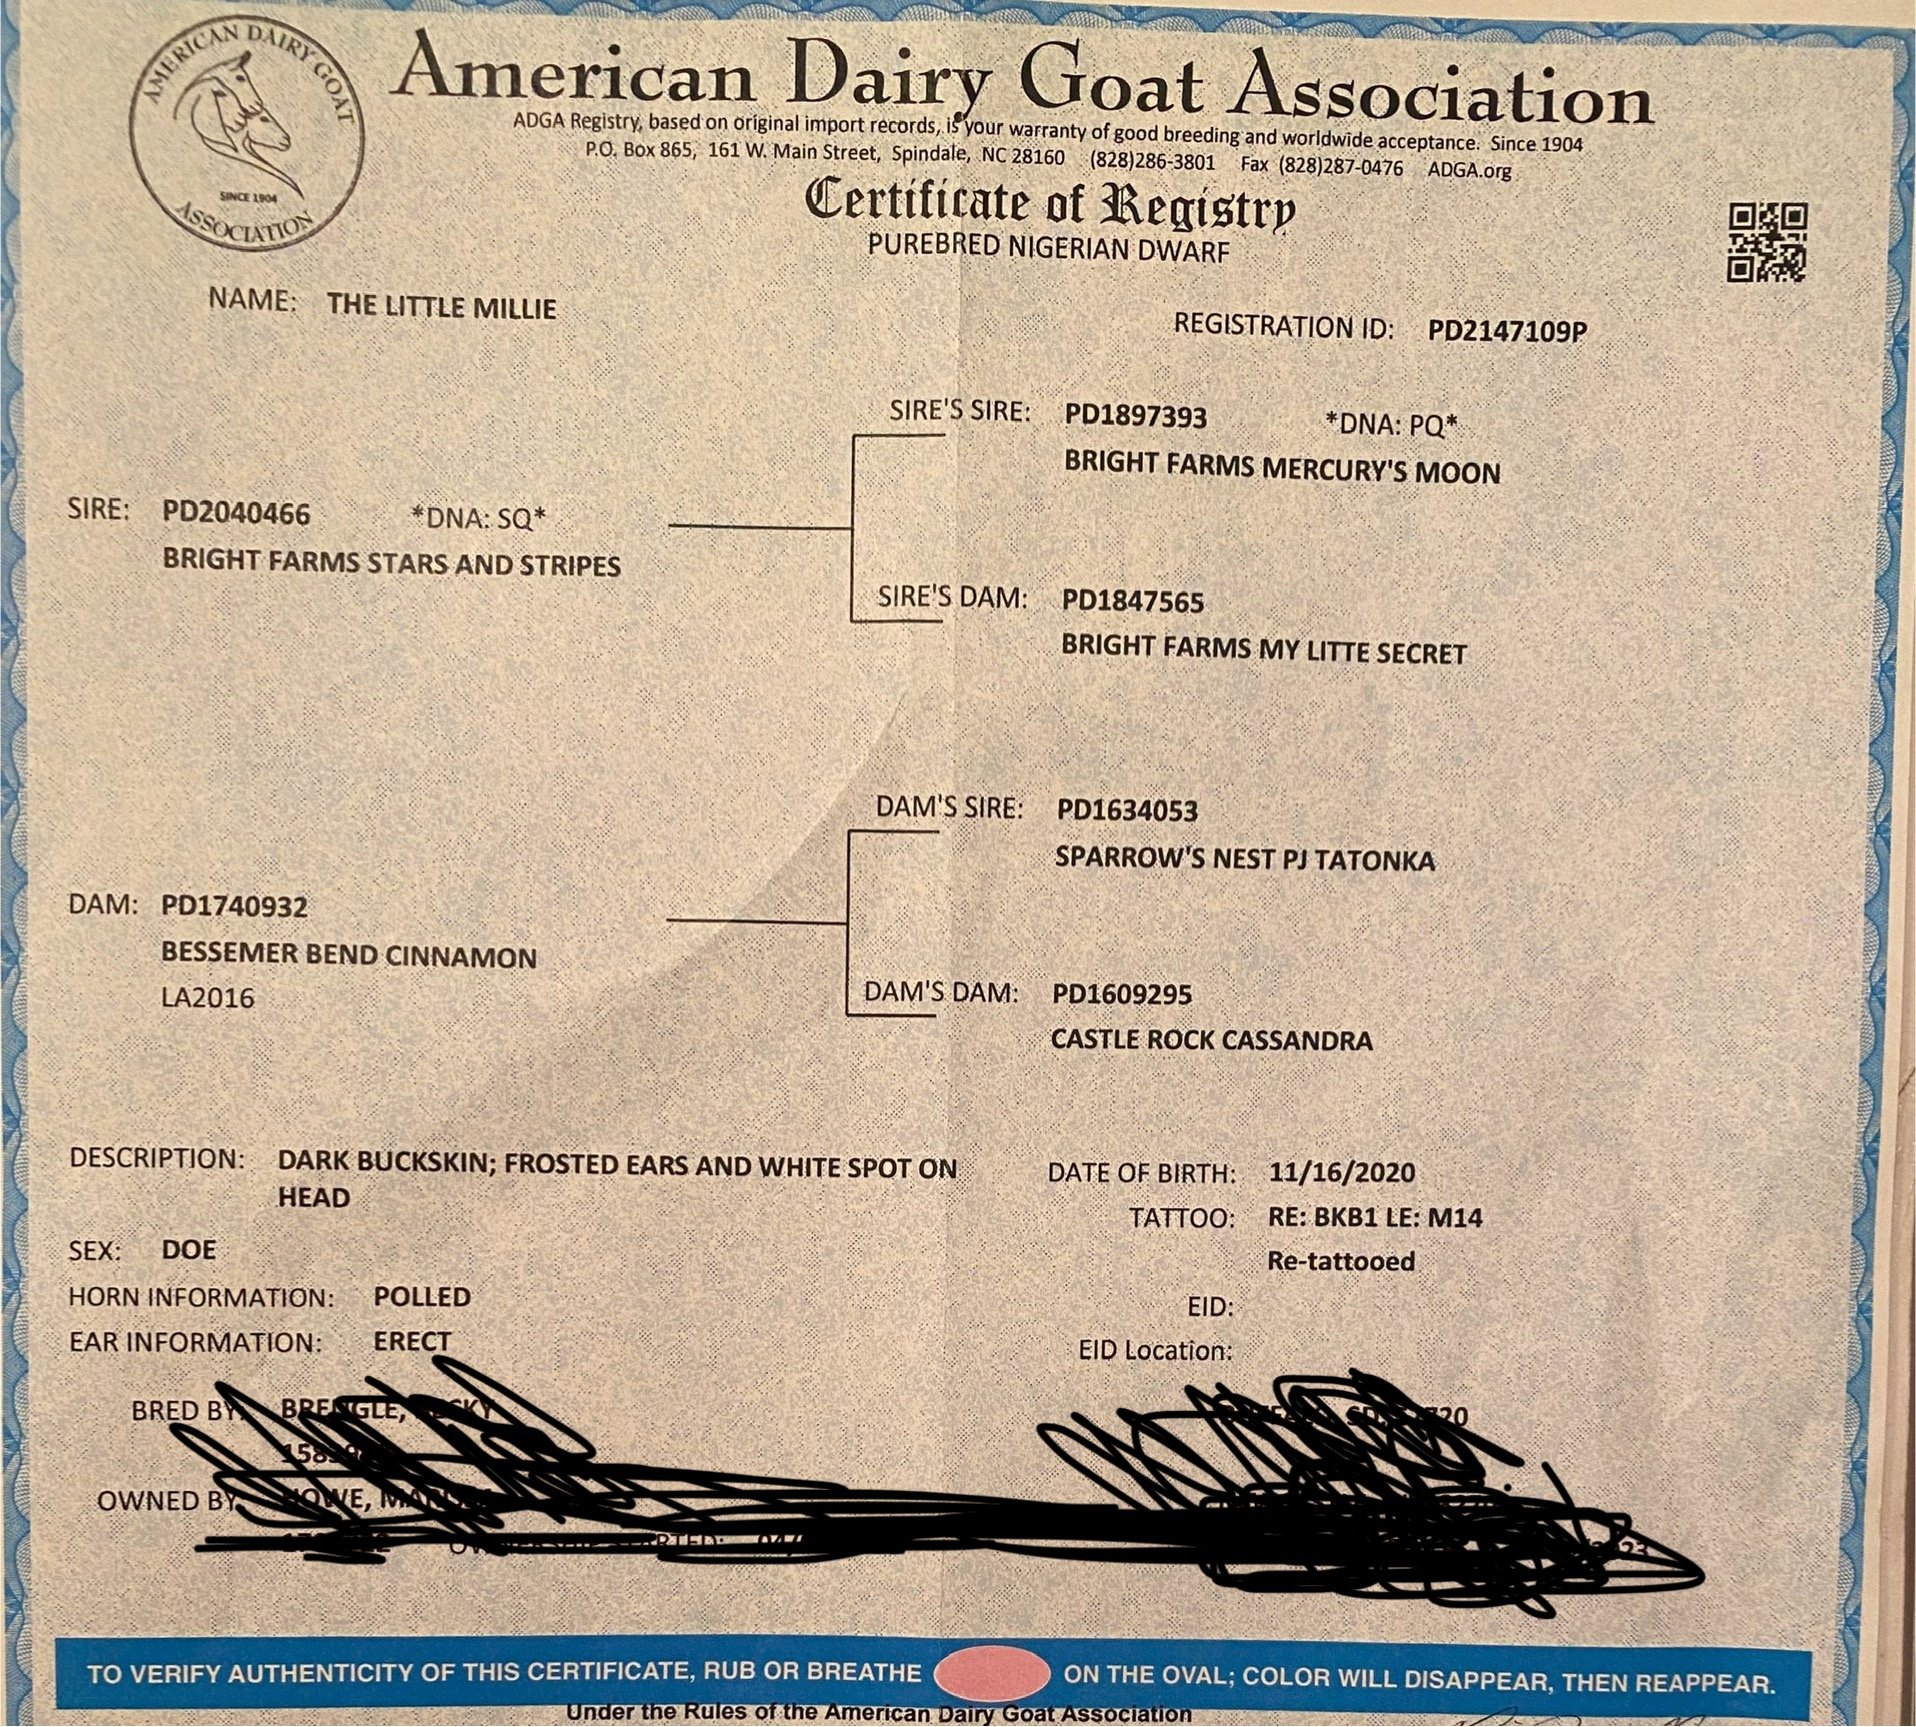 AMERICAN DAIRY GOAT
SINCE 1904
ASSOCIATION
American Dairy Goat Association
ADGA Registry, based on original import records, is your warranty of good breeding and worldwide acceptance. Since 1904
P.O. Box 865, 161 W. Main Street, Spindale, NC 28160 (828)286-3801 Fax (828)287-0476 ADGA.org
Certificate of Registry
PUREBRED NIGERIAN DWARF
NAME: THE LITTLE MILLIE
REGISTRATION ID: PD2147109P
SIRE'S SIRE: PD1897393 *DNA: PQ*
BRIGHT FARMS MERCURY'S MOON
SIRE: PD2040466 *DNA: SQ*
BRIGHT FARMS STARS AND STRIPES
SIRE'S DAM: PD1847565
BRIGHT FARMS MY LITTE SECRET
DAM'S SIRE: PD1634053
SPARROW'S NEST PJ TATONKA
DAM: PD1740932
BESSEMER BEND CINNAMON
LA2016
DAM'S DAM: PD1609295
CASTLE ROCK CASSANDRA
DESCRIPTION: DARK BUCKSKIN; FROSTED EARS AND WHITE SPOT ON
HEAD
DATE OF BIRTH: 11/16/2020
TATTOO: RE: BKB1 LE: M14
Re-tattooed
SEX: DOE
HORN INFORMATION: POLLED
EAR INFORMATION: ERECT
EID:
EID Location:
BRED BY:
OWNED BY
TO VERIFY AUTHENTICITY OF THIS CERTIFICATE, RUB OR BREATHE ON THE OVAL; COLOR WILL DISAPPEAR, THEN REAPPEAR.
Under the Rules of the American Dairy Goat Association